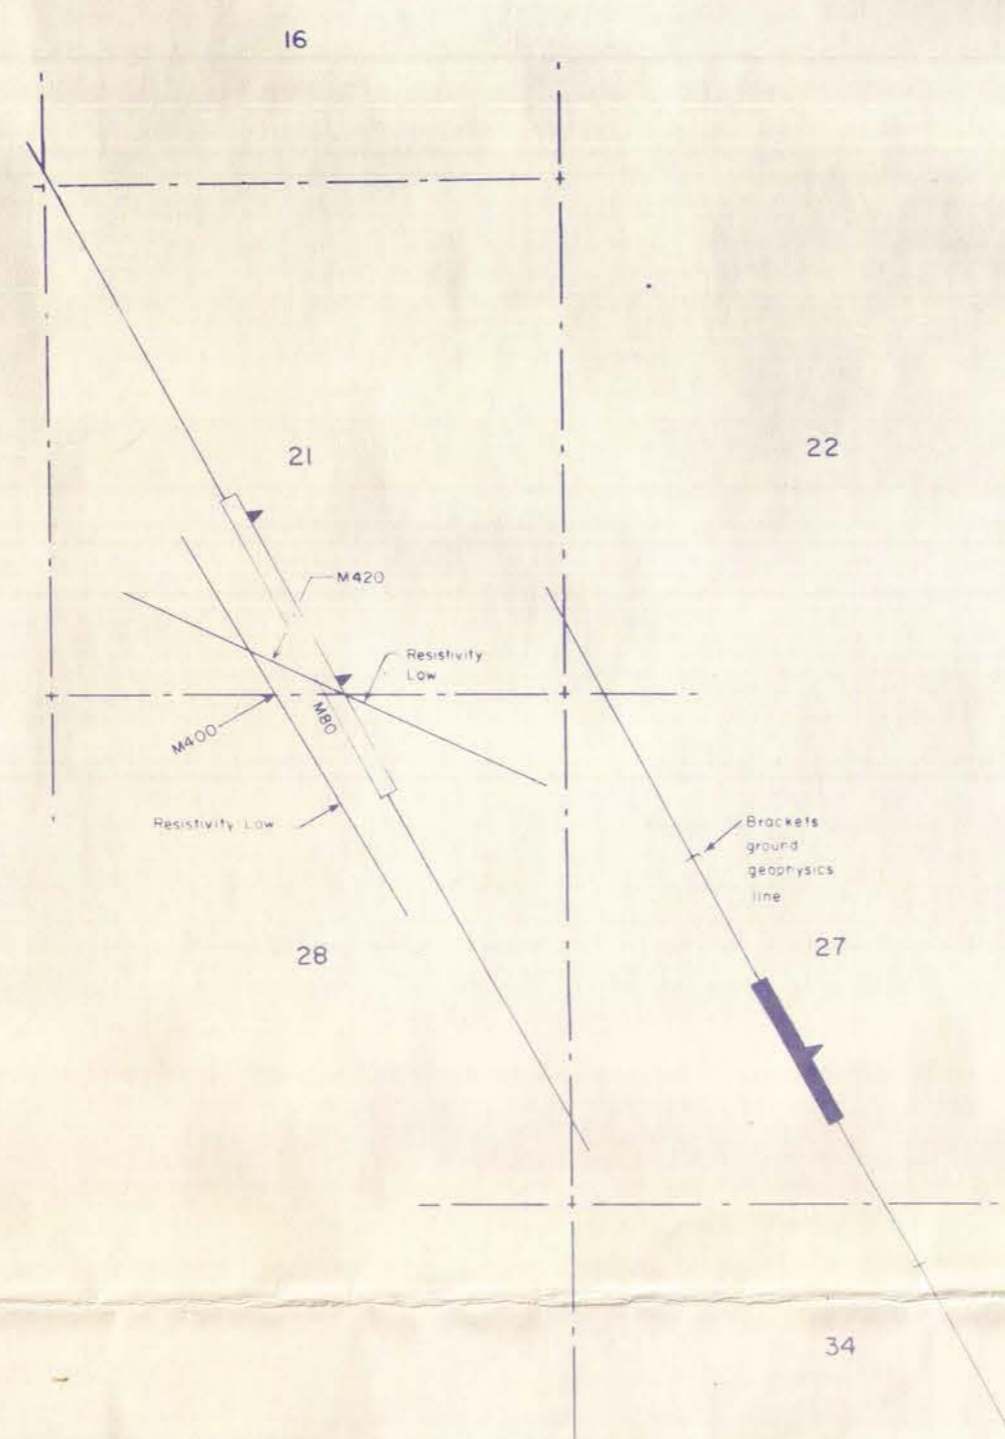 16
21
22
M420
Resistivity
Low
M80
M400
Resistivity Low
Brackets
ground
geophysics
line
28
27
34